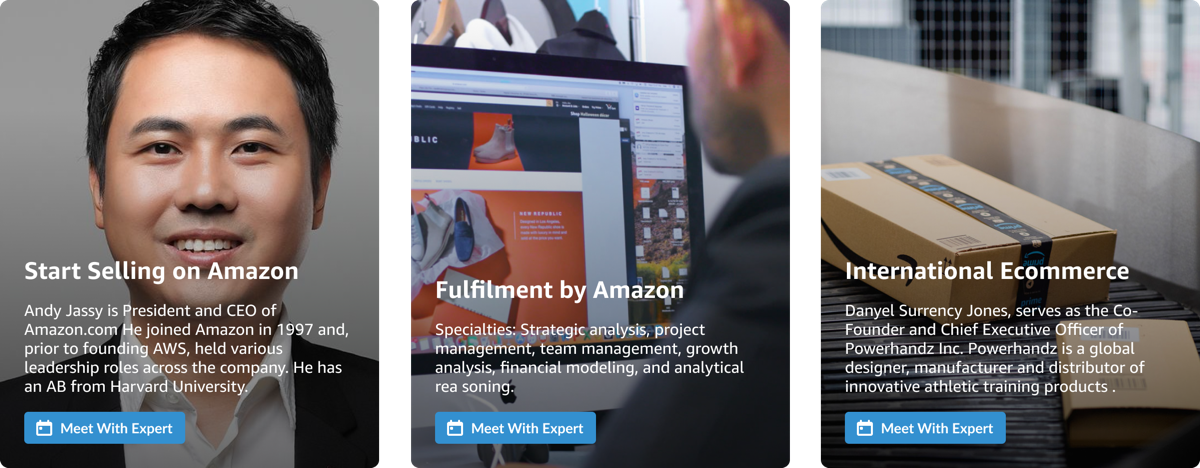 Start Selling on Amazon
Andy Jassy is President and CEO of
Amazon.com He joined Amazon in 1997 and,
prior to founding AWS, held various
leadership roles across the company. He has
an AB from Harvard University.
Meet With Expert
NEW REPUBLIC
Fulfilment by Amazon
Specialties: Strategic analysis, project
management, team management, growth
analysis, financial modeling, and analytical
rea soning.
Meet With Expert
prime
International Ecommerce
Danyel Surrency Jones, serves as the Co-
Founder and Chief Executive Officer of
Powerhandz Inc. Powerhandz is a global
designer, manufacturer and distributor of
innovative athletic training products .
Meet With Expert